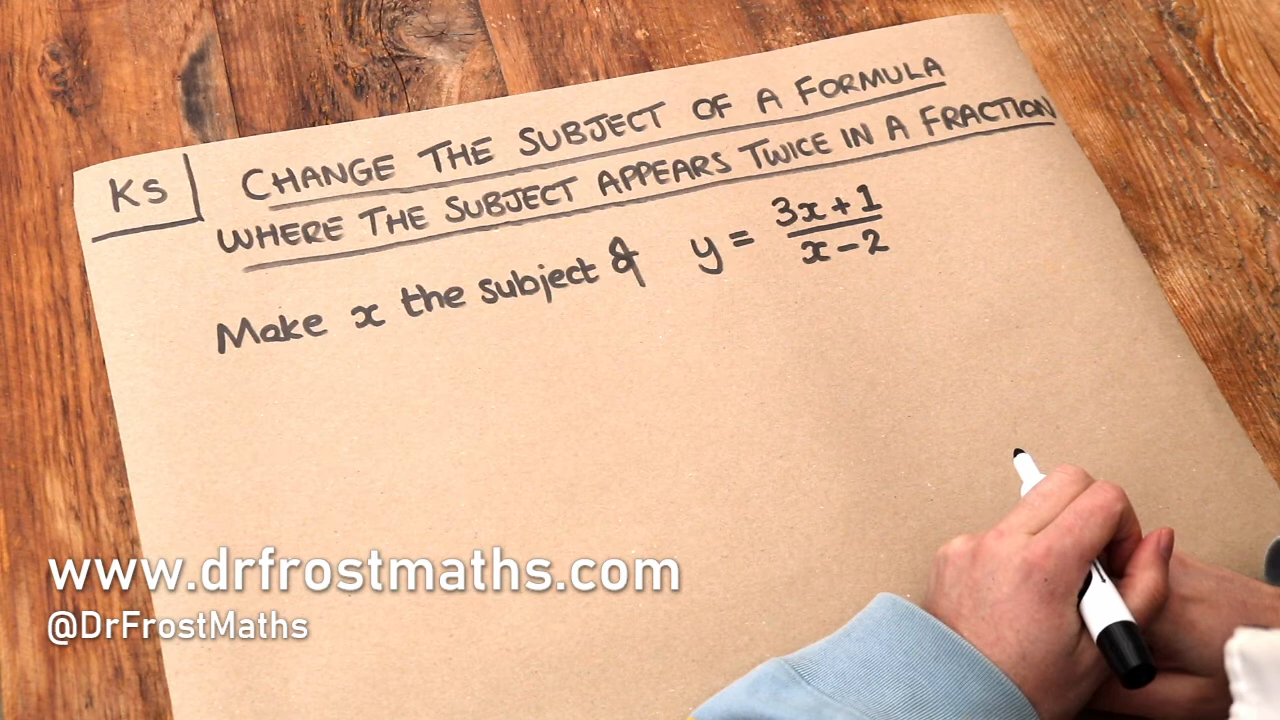 KS
CHANGE THE SUBJECT OF A FORMULA
WHERE THE SUBJECT APPEARS TWICE IN A FRACTION
Make x the subject of y = (3x + 1)/(x - 2)
www.drfrostmaths.com
@DrFrostMaths